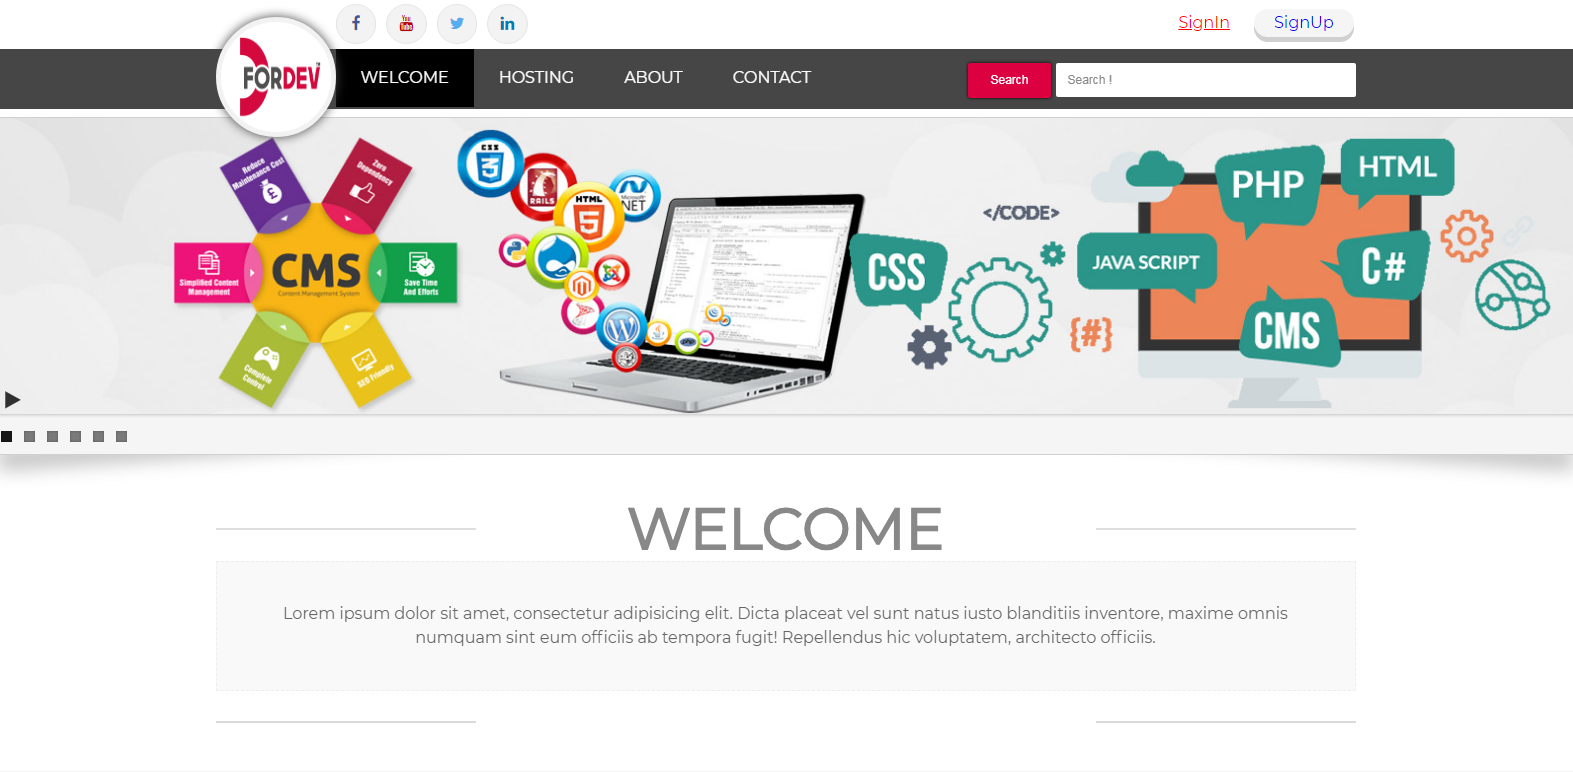 SignIn
SignUp
FORDEV
WELCOME
HOSTING
ABOUT
CONTACT
Search
Search !
Reduce
Maintenance Cost
Zero
Dependency
Simplified Content
Management
CMS
Content Management System
Save Time
And Efforts
Complete
Control
SEO Friendly
CSS
3
RAILS
HTML
5
Microsoft
.NET
php
</CODE>
CSS
{#}
JAVA SCRIPT
PHP
HTML
C#
CMS
WELCOME
Lorem ipsum dolor sit amet, consectetur adipisicing elit. Dicta placeat vel sunt natus iusto blanditiis inventore, maxime omnis
numquam sint eum officiis ab tempora fugit! Repellendus hic voluptatem, architecto officiis.